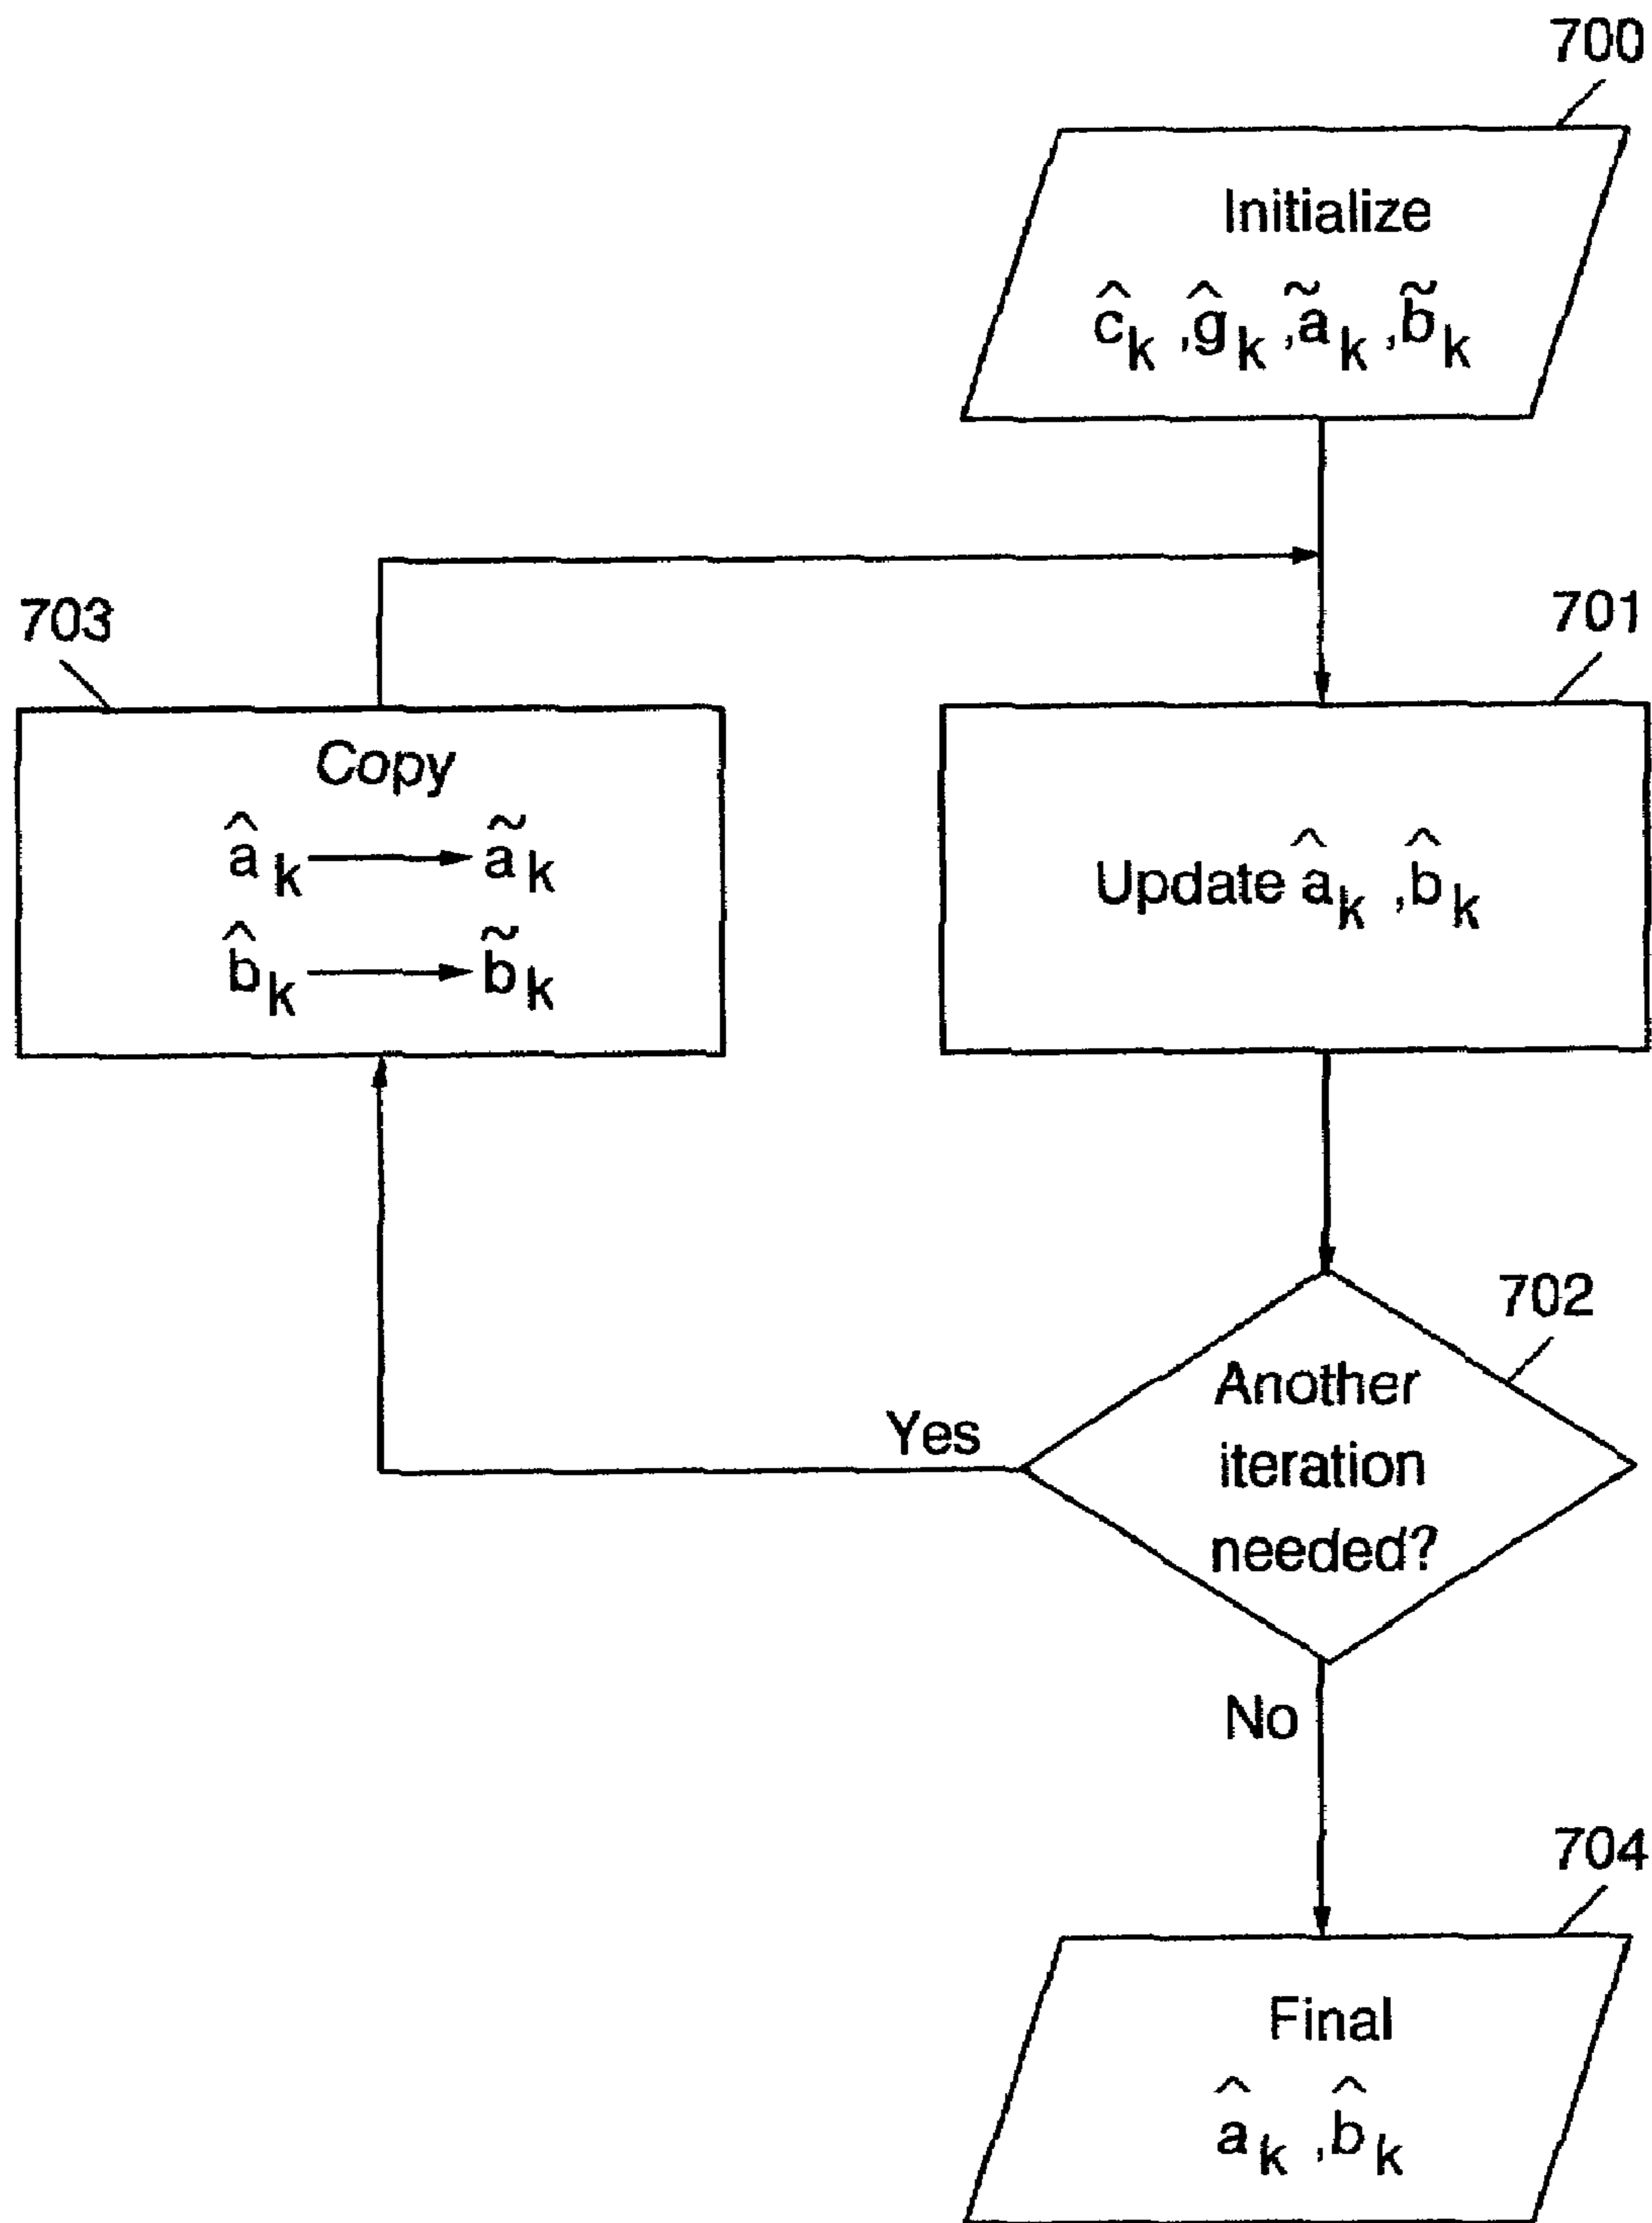 700
Initialize
ĉk ,ĝk ,ãk ,b̃k
703
701
Copy
âk → ãk
b̂k → b̃k
Update âk ,b̂k
702
Another
iteration
needed?
Yes
No
704
Final
âk ,b̂k